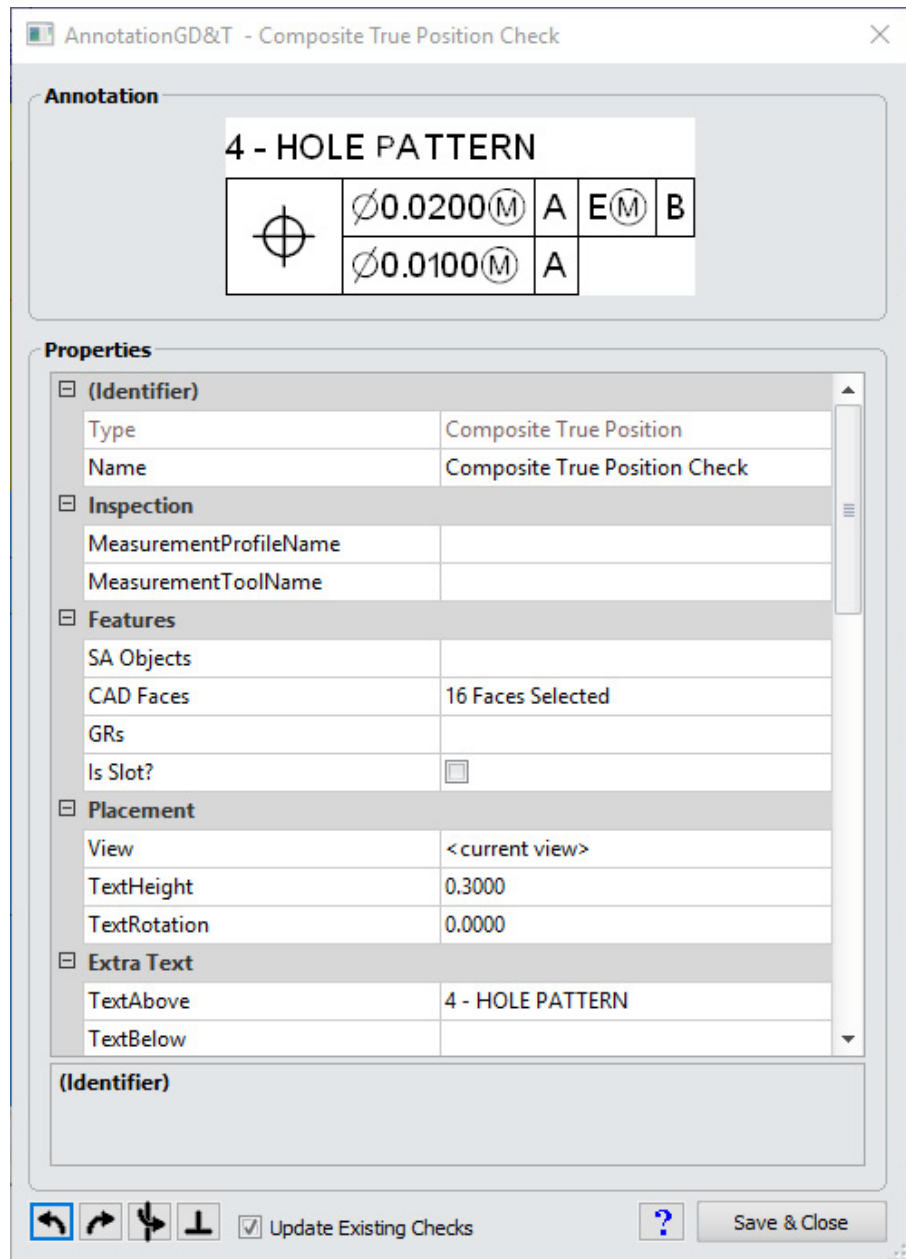 AnnotationGD&T - Composite True Position Check
Annotation
4 - HOLE PATTERN
⌖ ∅0.0200Ⓜ A EⓂ B
∅0.0100Ⓜ A
Properties
(Identifier)
Type Composite True Position
Name Composite True Position Check
Inspection
MeasurementProfileName
MeasurementToolName
Features
SA Objects
CAD Faces 16 Faces Selected
GRs
Is Slot?
Placement
View <current view>
TextHeight 0.3000
TextRotation 0.0000
Extra Text
TextAbove 4 - HOLE PATTERN
TextBelow
(Identifier)
Update Existing Checks ? Save & Close